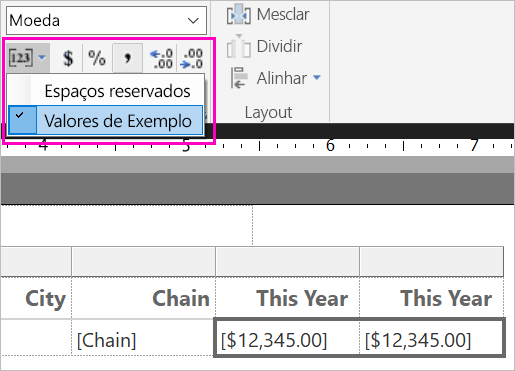 Moeda
Mesclar
[123] $ % , ←.0 .00 .00 →.0
Dividir
Espaços reservados
Alinhar
Valores de Exemplo
Layout
4 5 6 7
City Chain This Year This Year
[Chain] [$12,345.00] [$12,345.00]